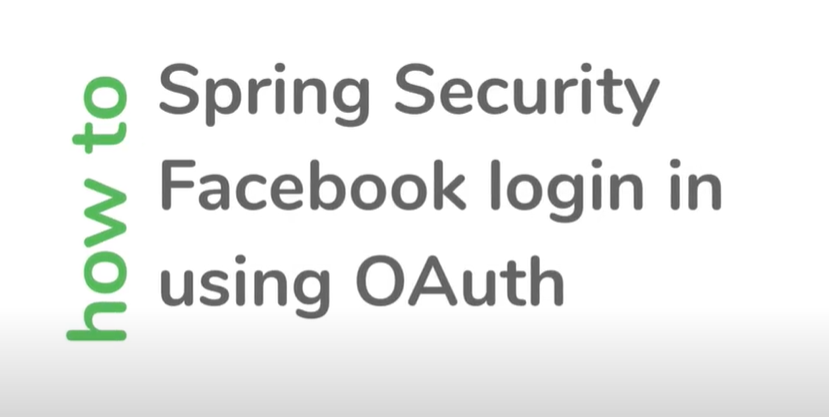 how to
Spring Security
Facebook login in
using OAuth